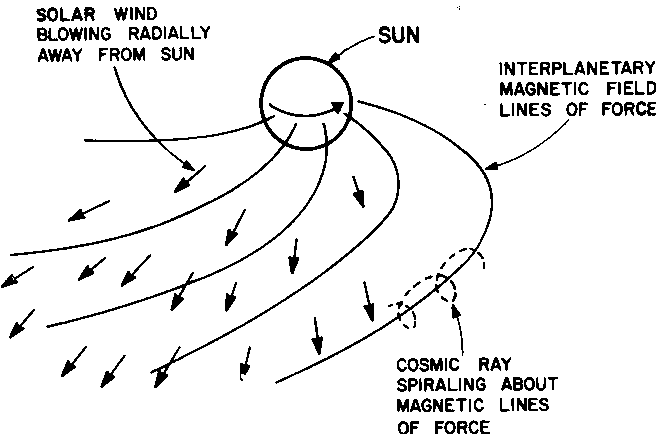 SOLAR WIND
BLOWING RADIALLY
AWAY FROM SUN
SUN
INTERPLANETARY
MAGNETIC FIELD
LINES OF FORCE
COSMIC RAY
SPIRALING ABOUT
MAGNETIC LINES
OF FORCE